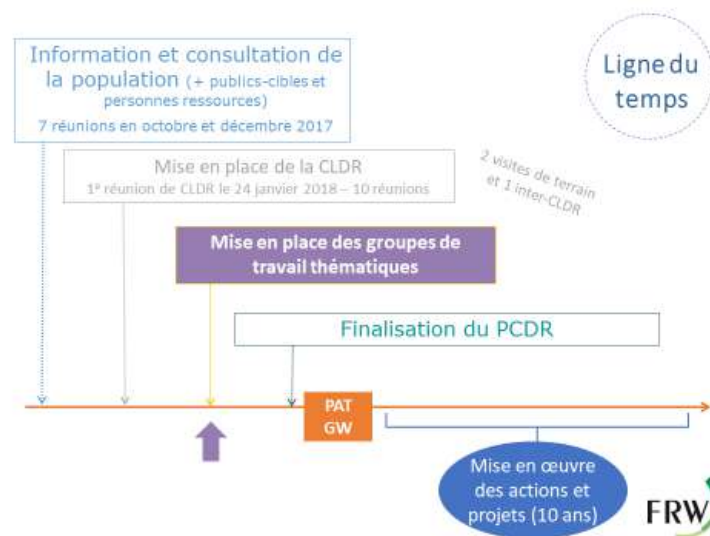 Information et consultation de
la population (+ publics-cibles et
personnes ressources)
7 réunions en octobre et décembre 2017
Ligne du
temps
Mise en place de la CLDR
1e réunion de CLDR le 24 janvier 2018 – 10 réunions
2 visites de terrain
et 1 inter-CLDR
Mise en place des groupes de
travail thématiques
Finalisation du PCDR
PAT
GW
Mise en œuvre
des actions et
projets (10 ans)
FRW